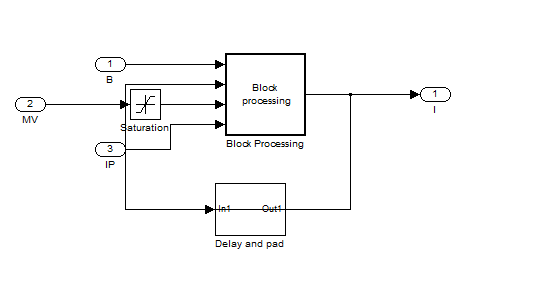 1
B
Block
processing
1
I
2
MV
Saturation
3
IP
Block Processing
In1
Out1
Delay and pad